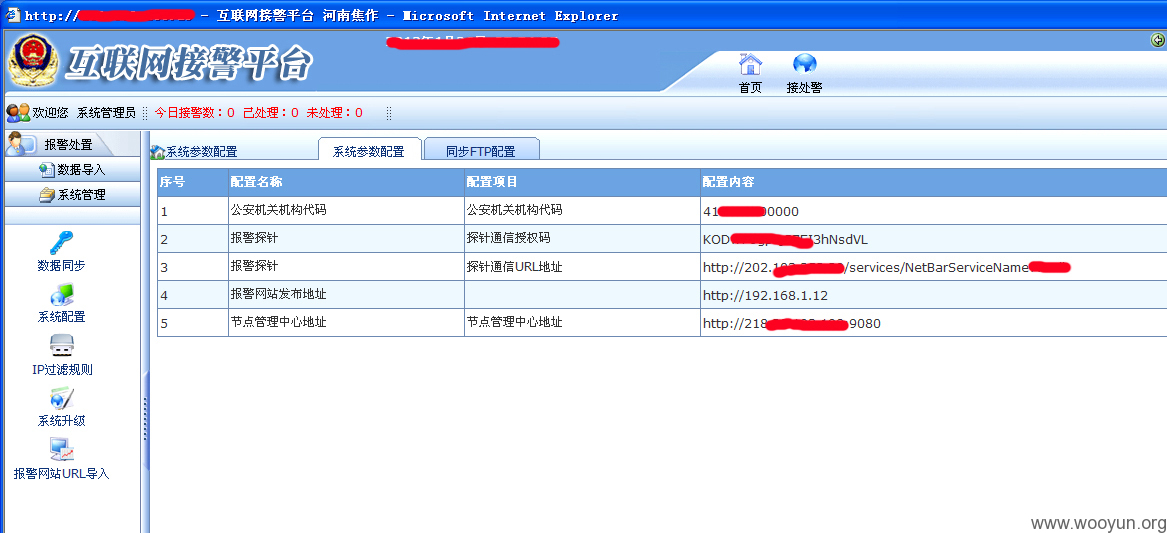 http:// - 互联网接警平台 河南焦作 - Microsoft Internet Explorer
互联网接警平台
首页 接处警
欢迎您 系统管理员 今日接警数：0 己处理：0 未处理：0
报警处置
数据导入
系统管理
数据同步
系统配置
IP过滤规则
系统升级
报警网站URL导入
系统参数配置 系统参数配置 同步FTP配置
序号 配置名称 配置项目 配置内容
1 公安机关机构代码 公安机关机构代码 41 0000
2 报警探针 探针通信授权码 KOD I3hNsdVL
3 报警探针 探针通信URL地址 http://202. /services/NetBarServiceName
4 报警网站发布地址 http://192.168.1.12
5 节点管理中心地址 节点管理中心地址 http://218 9080
www.wooyun.org